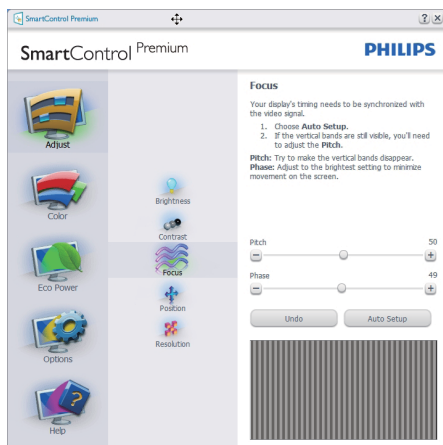 SmartControl Premium
SmartControl Premium
PHILIPS
Adjust
Color
Eco Power
Options
Help
Brightness
Contrast
Focus
Position
Resolution
Focus
Your display's timing needs to be synchronized with
the video signal.
1. Choose Auto Setup.
2. If the vertical bands are still visible, you'll need
to adjust the Pitch.
Pitch: Try to make the vertical bands disappear.
Phase: Adjust to the brightest setting to minimize
movement on the screen.
Pitch 50
Phase 49
Undo Auto Setup